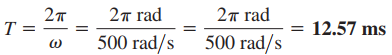 T = 2π/ω = 2π rad/500 rad/s = 2π rad/500 rad/s = 12.57 ms